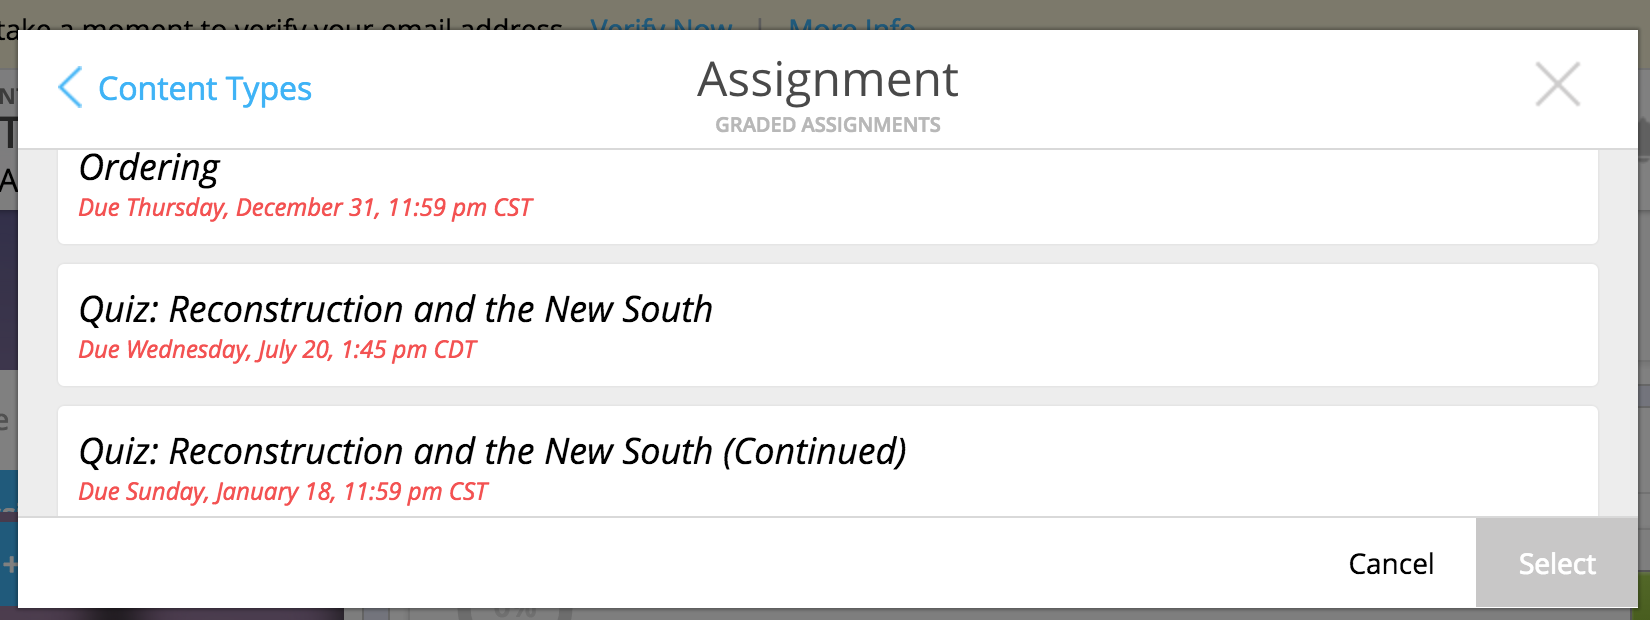 take a moment to verify your email address. Verify Now | More Info
Content Types
Assignment
GRADED ASSIGNMENTS
Ordering
Due Thursday, December 31, 11:59 pm CST
Quiz: Reconstruction and the New South
Due Wednesday, July 20, 1:45 pm CDT
Quiz: Reconstruction and the New South (Continued)
Due Sunday, January 18, 11:59 pm CST
Cancel
Select